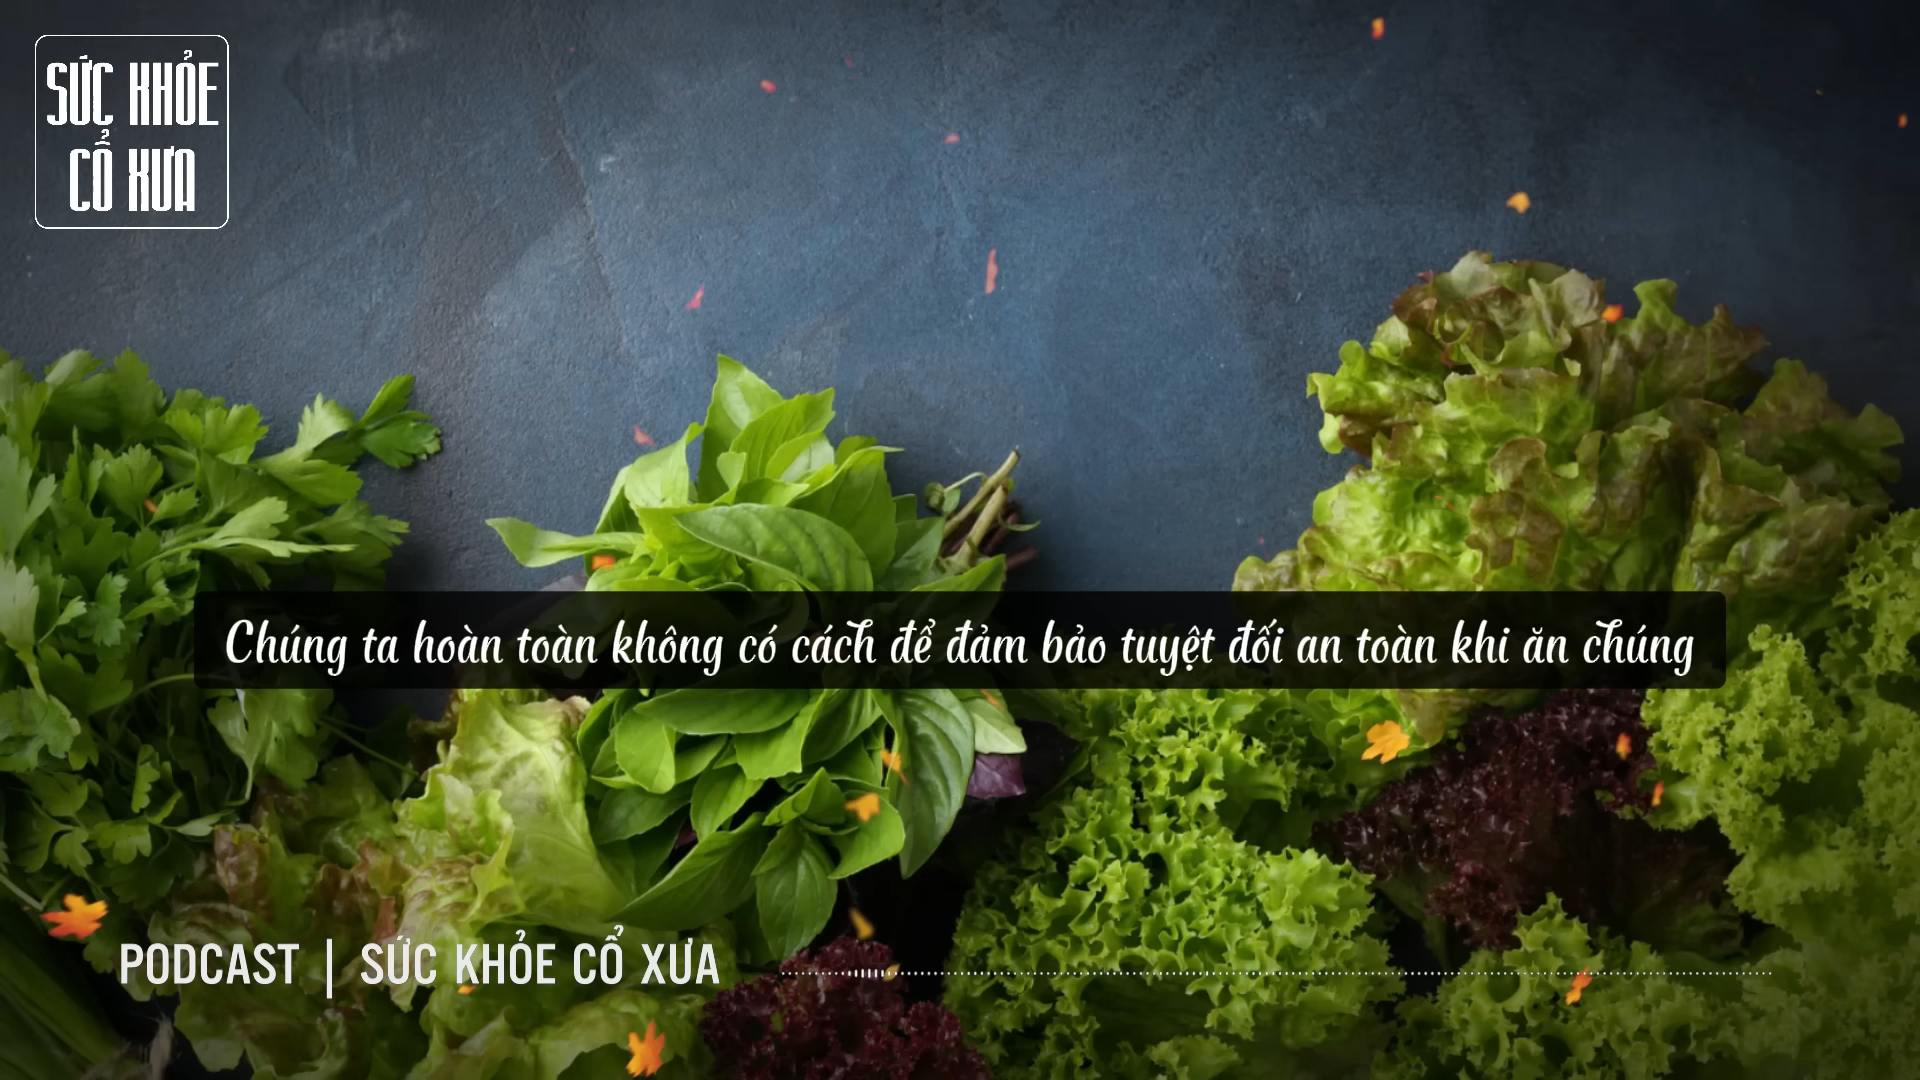 SỨC KHỎE
CỔ XƯA
Chúng ta hoàn toàn không có cách để đảm bảo tuyệt đối an toàn khi ăn chúng
PODCAST | SỨC KHỎE CỔ XƯA